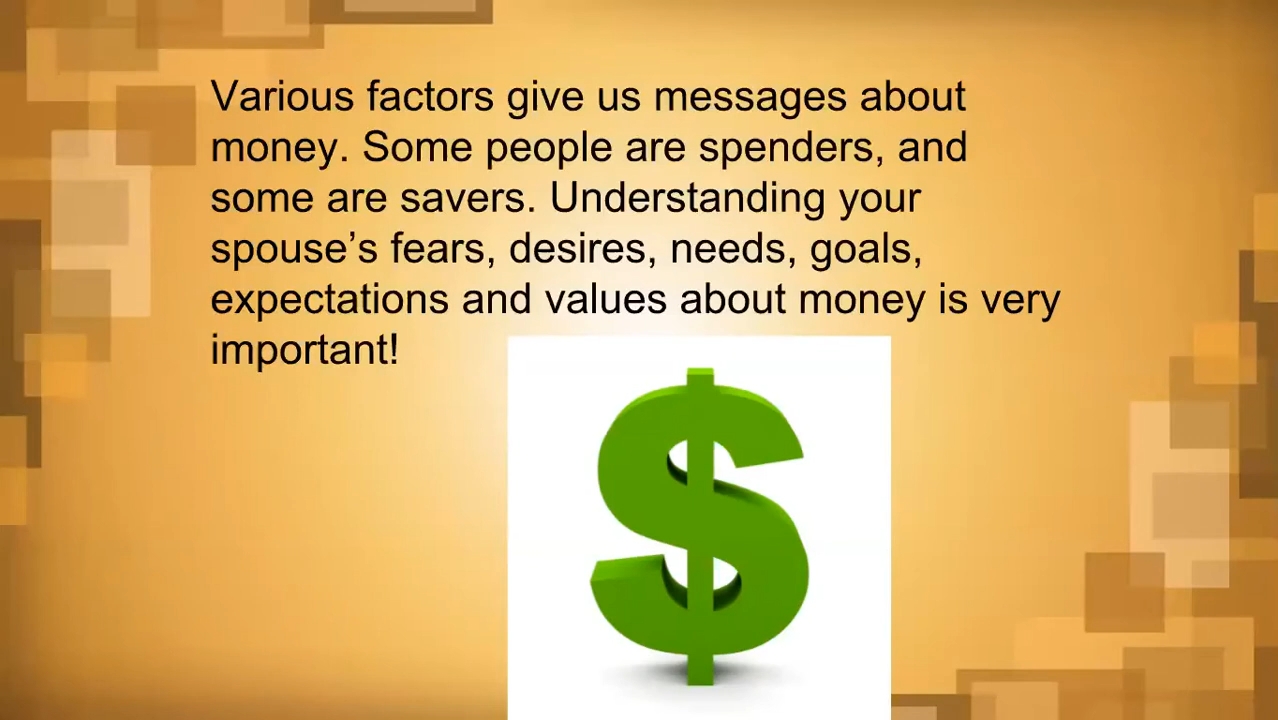 Various factors give us messages about
money. Some people are spenders, and
some are savers. Understanding your
spouse’s fears, desires, needs, goals,
expectations and values about money is very
important!